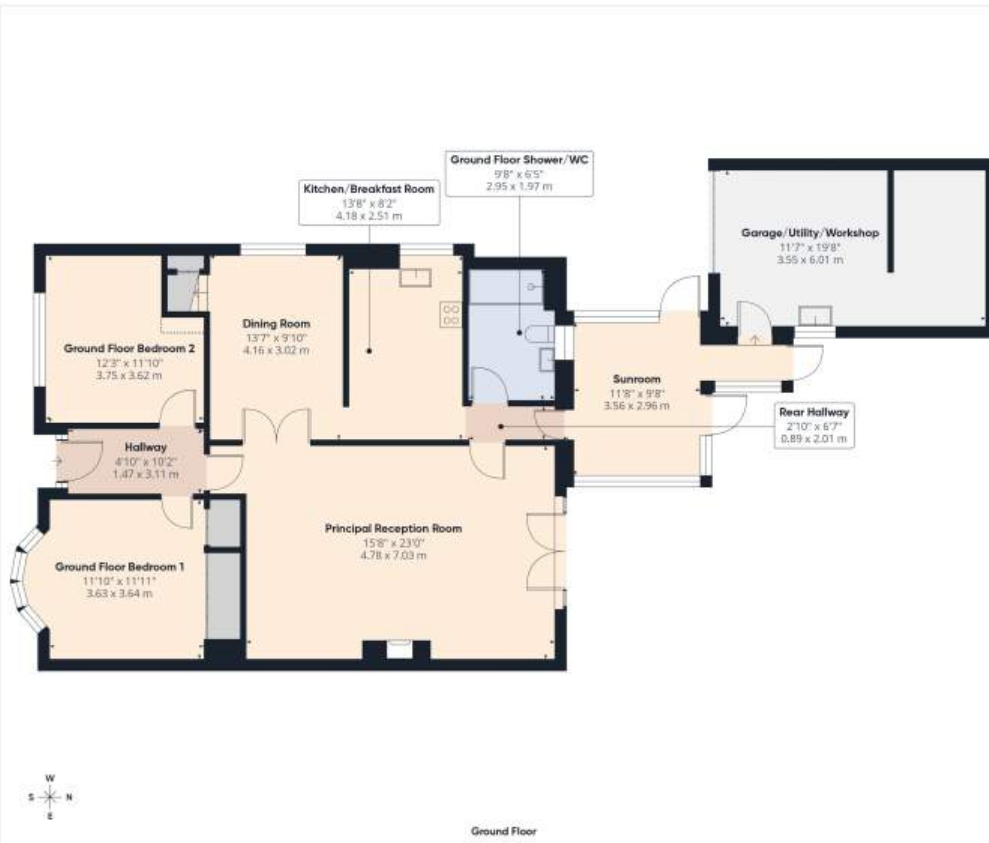 Ground Floor Shower/WC
9'8" x 6'5"
2.95 x 1.97 m
Kitchen/Breakfast Room
13'8" x 8'2"
4.18 x 2.51 m
Garage/Utility/Workshop
11'7" x 19'8"
3.55 x 6.01 m
Dining Room
13'7" x 9'10"
4.16 x 3.02 m
Ground Floor Bedroom 2
12'3" x 11'10"
3.75 x 3.62 m
Sunroom
11'8" x 9'8"
3.56 x 2.96 m
Rear Hallway
2'10" x 6'7"
0.89 x 2.01 m
Hallway
4'10" x 10'2"
1.47 x 3.11 m
Principal Reception Room
15'8" x 23'0"
4.78 x 7.03 m
Ground Floor Bedroom 1
11'10" x 11'11"
3.63 x 3.64 m
W
S N
E
Ground Floor